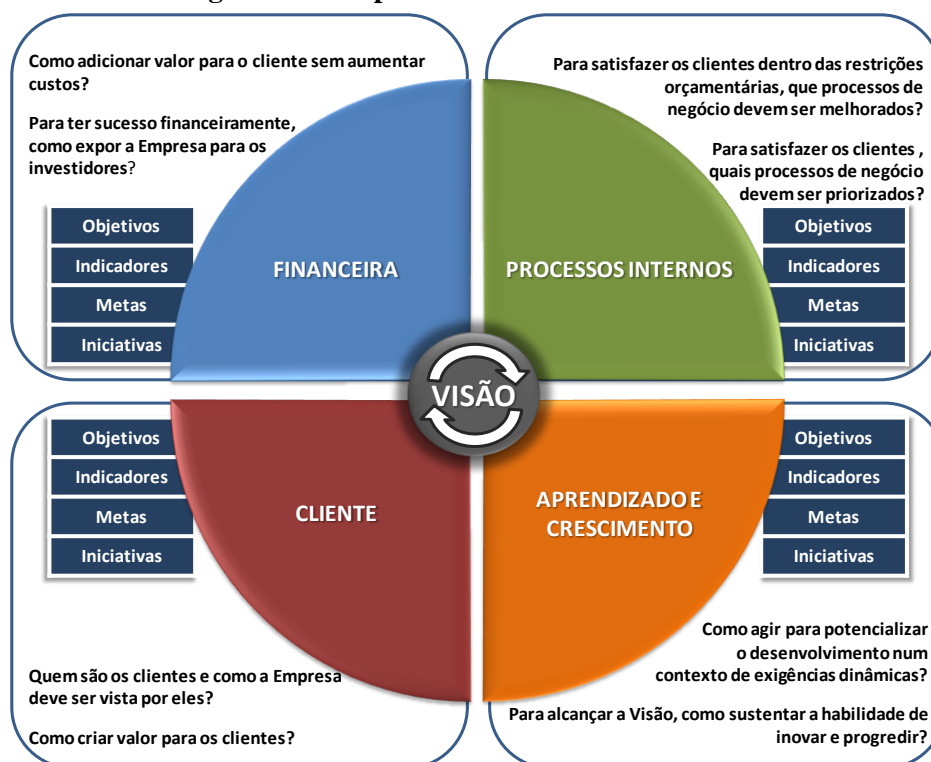 Como adicionar valor para o cliente sem aumentar
custos?
Para ter sucesso financeiramente,
como expor a Empresa para os
investidores?
Objetivos
Indicadores
Metas
Iniciativas
FINANCEIRA
Para satisfazer os clientes dentro das restrições
orçamentárias, que processos de
negócio devem ser melhorados?
Para satisfazer os clientes ,
quais processos de negócio
devem ser priorizados?
PROCESSOS INTERNOS
Objetivos
Indicadores
Metas
Iniciativas
VISÃO
Objetivos
Indicadores
Metas
Iniciativas
CLIENTE
Quem são os clientes e como a Empresa
deve ser vista por eles?
Como criar valor para os clientes?
APRENDIZADO E
CRESCIMENTO
Objetivos
Indicadores
Metas
Iniciativas
Como agir para potencializar
o desenvolvimento num
contexto de exigências dinâmicas?
Para alcançar a Visão, como sustentar a habilidade de
inovar e progredir?